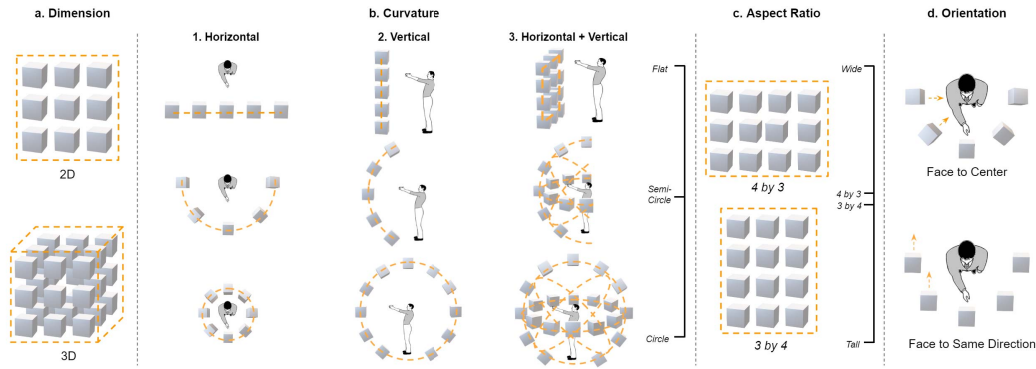 a. Dimension
b. Curvature
c. Aspect Ratio
d. Orientation
1. Horizontal
2. Vertical
3. Horizontal + Vertical
2D
3D
Flat
Semi-
Circle
Circle
4 by 3
3 by 4
Wide
4 by 3
3 by 4
Tall
Face to Center
Face to Same Direction